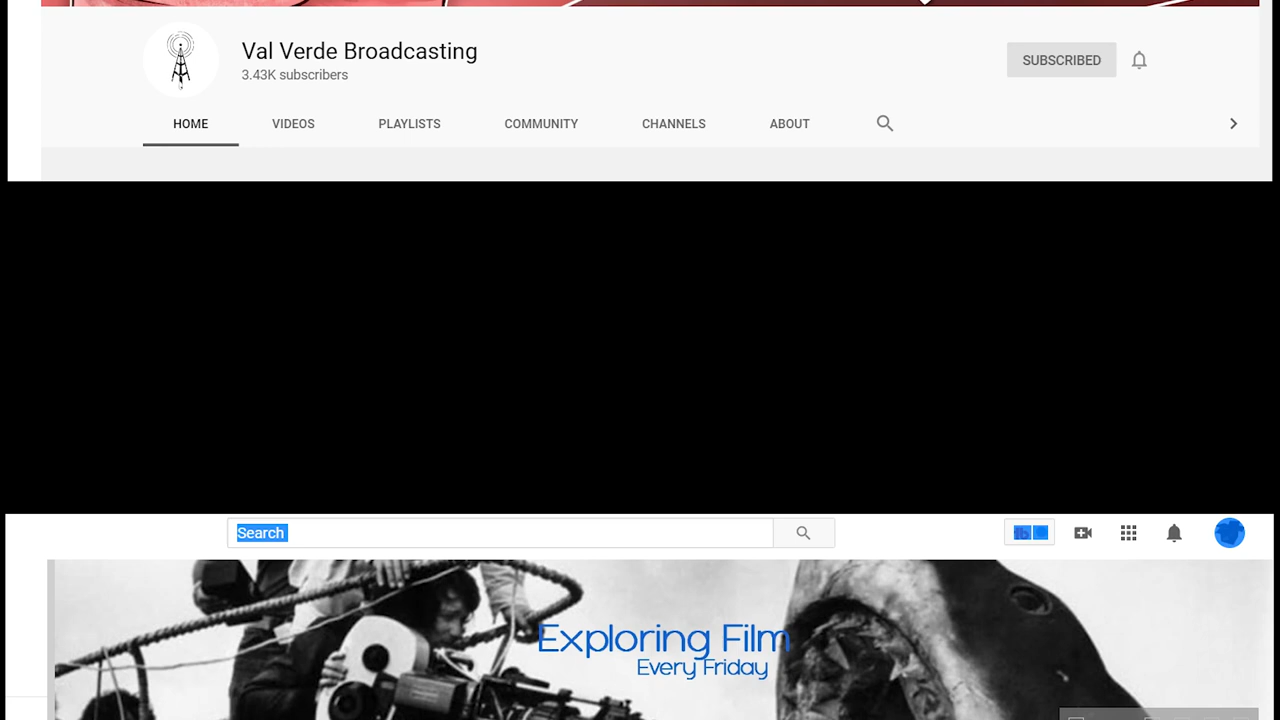 Val Verde Broadcasting
3.43K subscribers
SUBSCRIBED
HOME VIDEOS PLAYLISTS COMMUNITY CHANNELS ABOUT
Search
Exploring Film
Every Friday